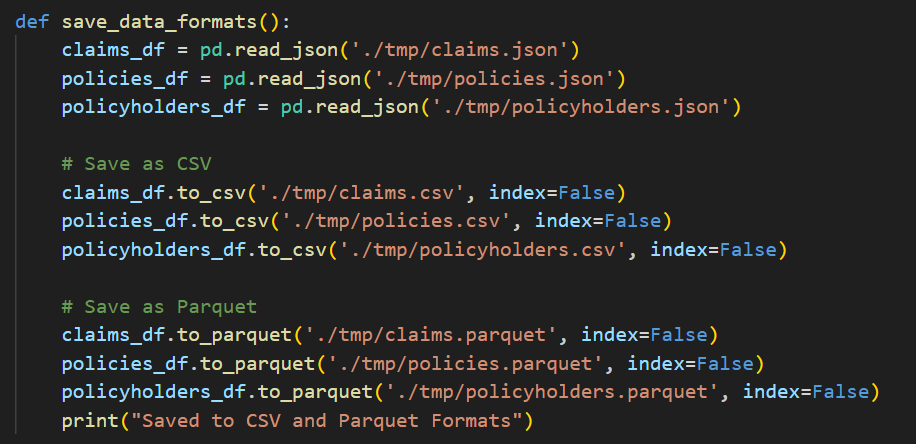 def save_data_formats():
    claims_df = pd.read_json('./tmp/claims.json')
    policies_df = pd.read_json('./tmp/policies.json')
    policyholders_df = pd.read_json('./tmp/policyholders.json')

    # Save as CSV
    claims_df.to_csv('./tmp/claims.csv', index=False)
    policies_df.to_csv('./tmp/policies.csv', index=False)
    policyholders_df.to_csv('./tmp/policyholders.csv', index=False)

    # Save as Parquet
    claims_df.to_parquet('./tmp/claims.parquet', index=False)
    policies_df.to_parquet('./tmp/policies.parquet', index=False)
    policyholders_df.to_parquet('./tmp/policyholders.parquet', index=False)
    print("Saved to CSV and Parquet Formats")